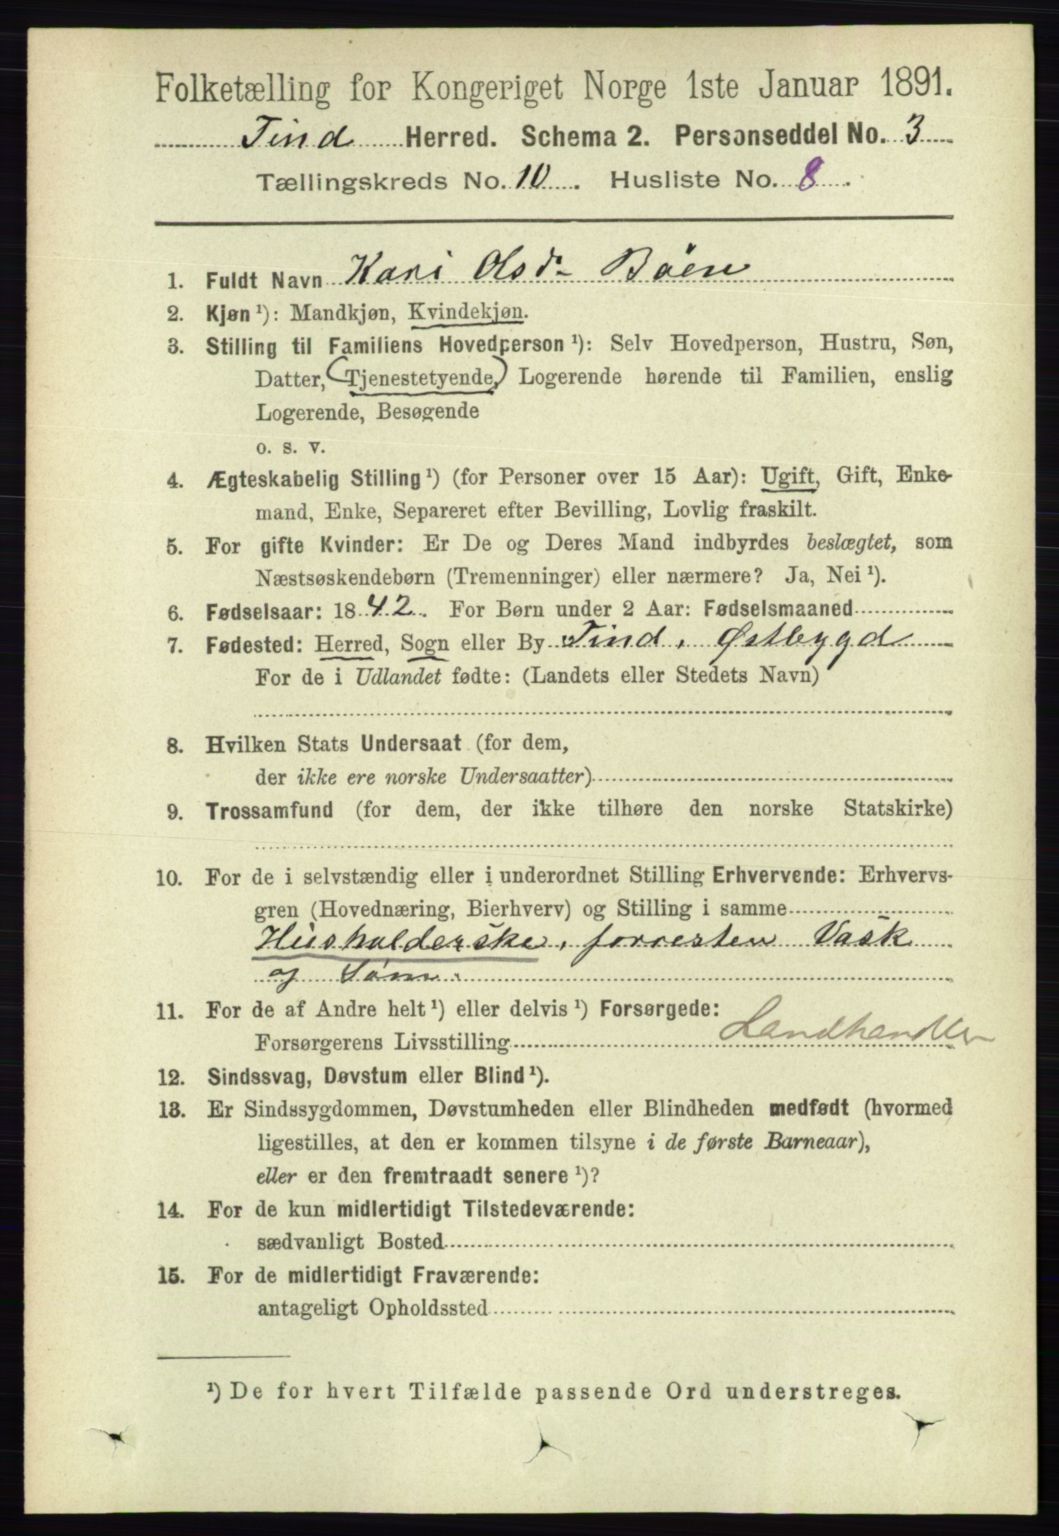 Folketælling for Kongeriget Norge 1ste Januar 1891.
Tind Herred. Schema 2. Personseddel No. 3
Tællingskreds No. 10. Husliste No. 8.
1. Fuldt Navn Kari Olsdr Bøen
2. Kjøn ¹): Mandkjøn, Kvindekjøn.
3. Stilling til Familiens Hovedperson ¹): Selv Hovedperson, Hustru, Søn,
Datter, (Tjenestetyende,) Logerende hørende til Familien, enslig
Logerende, Besøgende
o. s. v.
4. Ægteskabelig Stilling ¹) (for Personer over 15 Aar): Ugift, Gift, Enke-
mand, Enke, Separeret efter Bevilling, Lovlig fraskilt.
5. For gifte Kvinder: Er De og Deres Mand indbyrdes beslægtet, som
Næstsøskendebørn (Tremenninger) eller nærmere? Ja, Nei ¹).
6. Fødselsaar: 1842. For Børn under 2 Aar: Fødselsmaaned
7. Fødested: Herred, Sogn eller By Tind, Østbygd
For de i Udlandet fødte: (Landets eller Stedets Navn)
8. Hvilken Stats Undersaat (for dem,
der ikke ere norske Undersaatter)
9. Trossamfund (for dem, der ikke tilhøre den norske Statskirke)
10. For de i selvstændig eller i underordnet Stilling Erhvervende: Erhvervs-
gren (Hovednæring, Bierhverv) og Stilling i samme
Husholderske, forresten Vask
og Søm.
11. For de af Andre helt ¹) eller delvis ¹) Forsørgede:
Forsørgerens Livsstilling Landhandler
12. Sindssvag, Døvstum eller Blind ¹).
13. Er Sindssygdommen, Døvstumheden eller Blindheden medfødt (hvormed
ligestilles, at den er kommen tilsyne i de første Barneaar),
eller er den fremtraadt senere ¹)?
14. For de kun midlertidigt Tilstedeværende:
sædvanligt Bosted
15. For de midlertidigt Fraværende:
antageligt Opholdssted
¹) De for hvert Tilfælde passende Ord understreges.